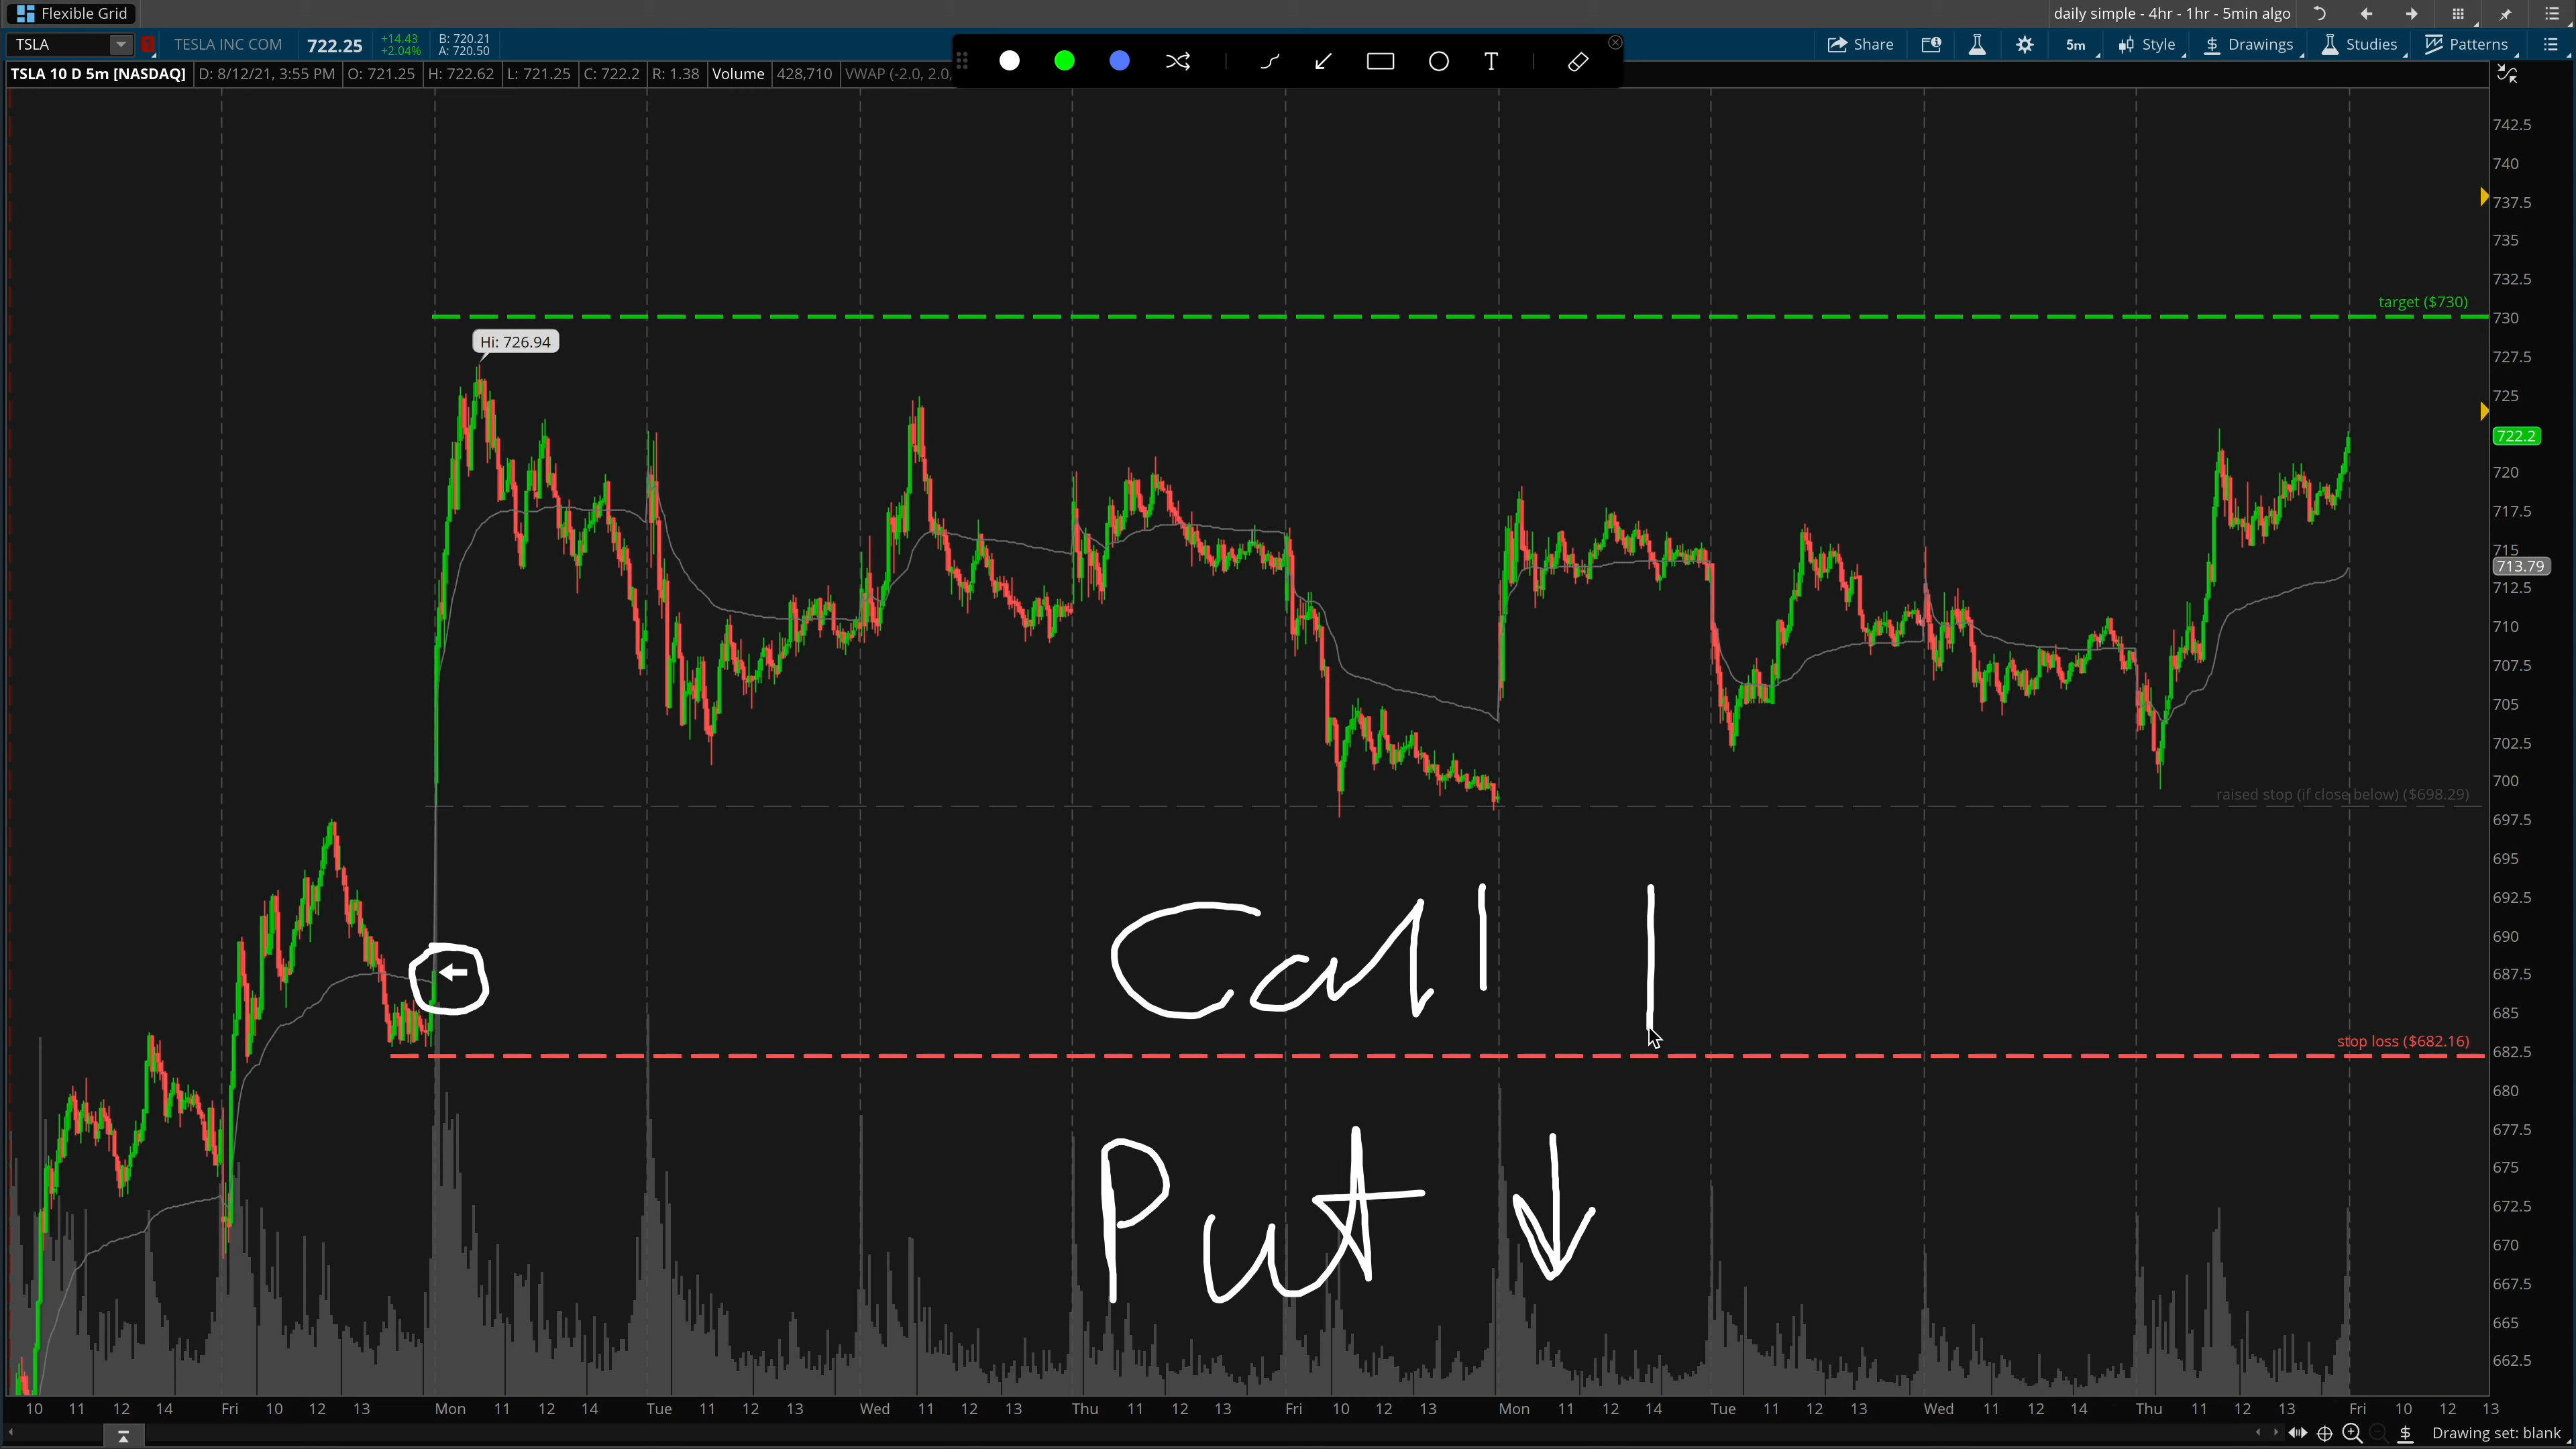 Flexible Grid
daily simple - 4hr - 1hr - 5min algo
TSLA
1
TESLA INC COM
722.25
+14.43
+2.04%
B: 720.21
A: 720.50
T
Share
5m
Style
$ Drawings
Studies
Patterns
TSLA 10 D 5m [NASDAQ]
D: 8/12/21, 3:55 PM
O: 721.25
H: 722.62
L: 721.25
C: 722.2
R: 1.38
Volume
428,710
VWAP (-2.0, 2.0,
742.5
740
737.5
735
732.5
target ($730)
730
Hi: 726.94
727.5
725
722.2
720
717.5
715
713.79
712.5
710
707.5
705
702.5
700
raised stop (if close below) ($698.29)
697.5
695
692.5
690
687.5
685
Call
stop loss ($682.16)
682.5
680
677.5
675
672.5
670
667.5
665
662.5
Put
10 11 12 14 Fri 10 12 13 Mon 11 12 14 Tue 11 12 13 Wed 11 12 13 Thu 11 12 13 Fri 10 12 13 Mon 11 12 14 Tue 11 12 13 Wed 11 12 14 Thu 11 12 13 Fri 10 12 13
$ Drawing set: blank